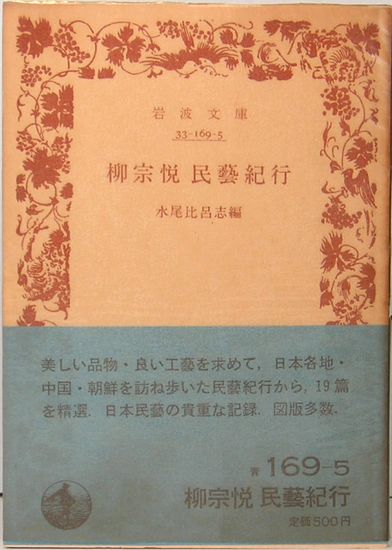 岩波文庫
33-169-5
柳宗悦 民藝紀行
水尾比呂志編
美しい品物・良い工藝を求めて，日本各地・
中国・朝鮮を訪ね歩いた民藝紀行から，19篇
を精選．日本民藝の貴重な記録．図版多数．
青 169-5
柳宗悦 民藝紀行
定価500円